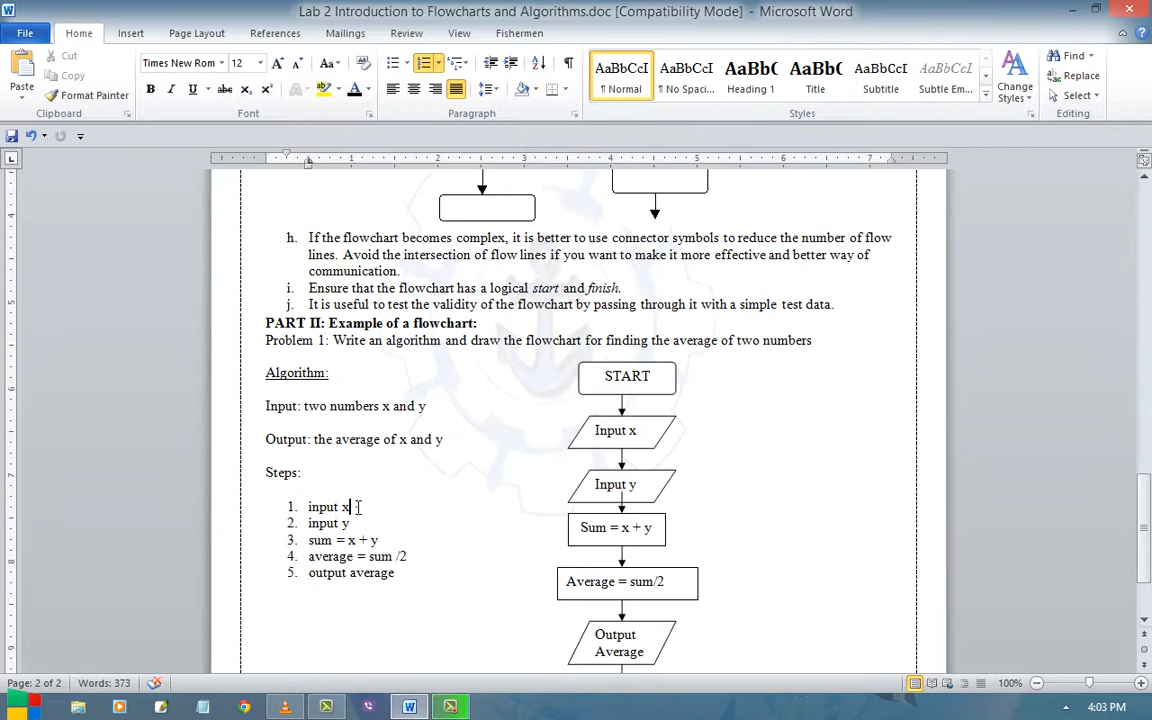 Lab 2 Introduction to Flowcharts and Algorithms.doc [Compatibility Mode] - Microsoft Word
File Home Insert Page Layout References Mailings Review View Fishermen
Paste
Cut
Copy
Format Painter
Clipboard
Times New Rom 12
Font
Paragraph
AaBbCcI AaBbCcI AaBb( AaBb( AaBbCcI AaBbCcI
¶ Normal ¶ No Spaci... Heading 1 Title Subtitle Subtle Em...
Change Styles
Styles
Find
Replace
Select
Editing
1 2 3 4 5 6 7
h. If the flowchart becomes complex, it is better to use connector symbols to reduce the number of flow
lines. Avoid the intersection of flow lines if you want to make it more effective and better way of
communication.
i. Ensure that the flowchart has a logical start and finish.
j. It is useful to test the validity of the flowchart by passing through it with a simple test data.
PART II: Example of a flowchart:
Problem 1: Write an algorithm and draw the flowchart for finding the average of two numbers
Algorithm:
Input: two numbers x and y
Output: the average of x and y
Steps:
1. input x
2. input y
3. sum = x + y
4. average = sum /2
5. output average
START
Input x
Input y
Sum = x + y
Average = sum/2
Output
Average
Page: 2 of 2 Words: 373 100%
4:03 PM